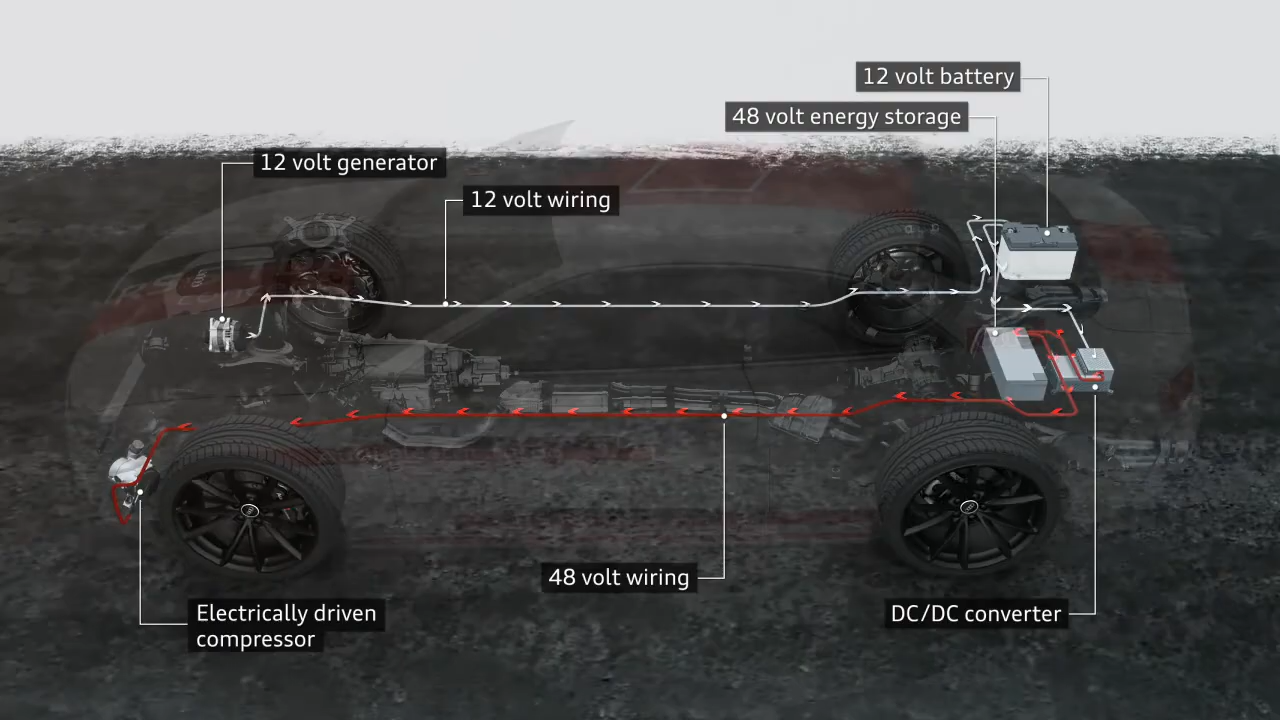 12 volt battery
48 volt energy storage
12 volt generator
12 volt wiring
48 volt wiring
Electrically driven
compressor
DC/DC converter